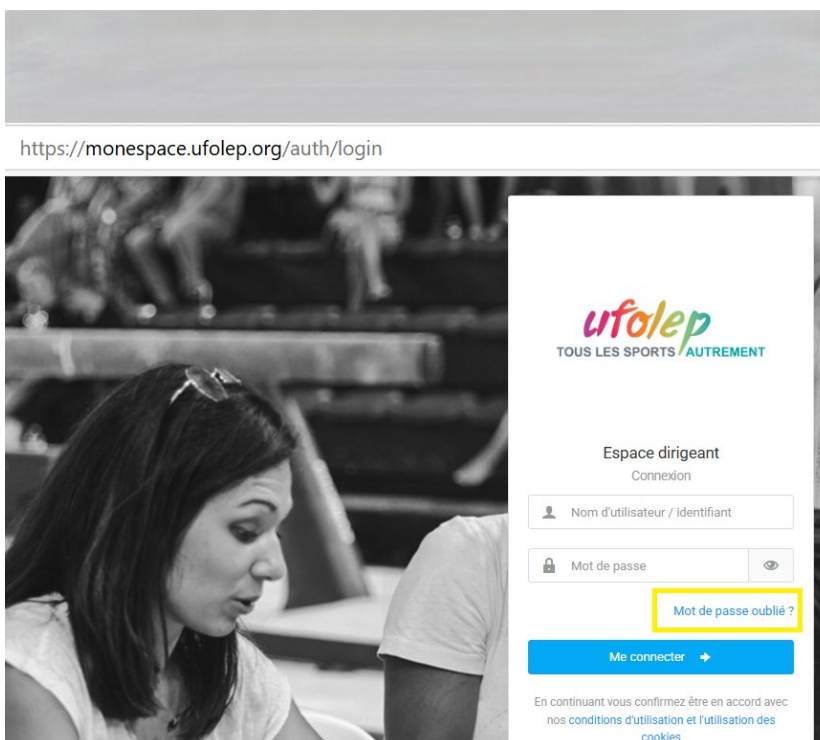 https://monespace.ufolep.org/auth/login
ufolep
TOUS LES SPORTS AUTREMENT
Espace dirigeant
Connexion
Nom d'utilisateur / identifiant
Mot de passe
Mot de passe oublié ?
Me connecter
En continuant vous confirmez être en accord avec
nos conditions d'utilisation et l'utilisation des
cookies